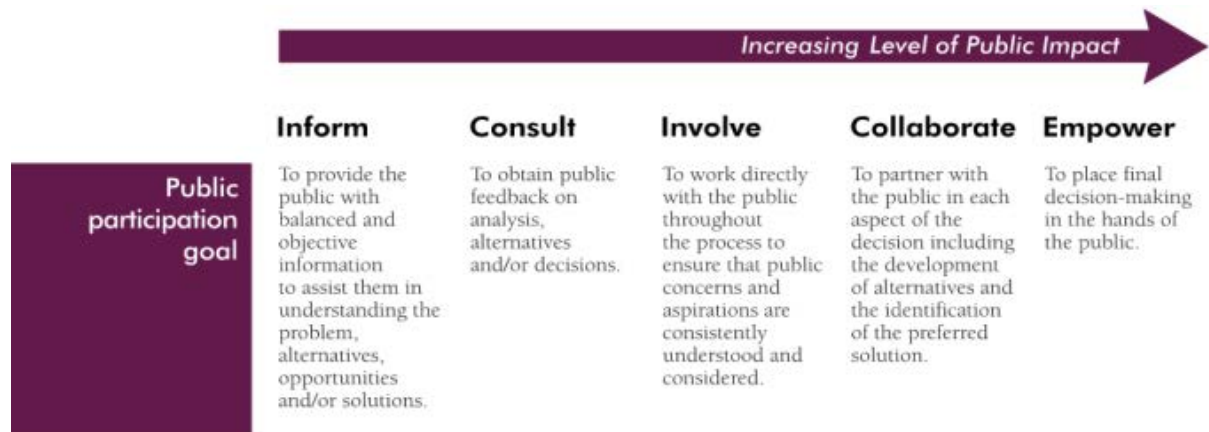 Increasing Level of Public Impact
Inform
Consult
Involve
Collaborate
Empower
Public
participation
goal
To provide the
public with
balanced and
objective
information
to assist them in
understanding the
problem,
alternatives,
opportunities
and/or solutions.
To obtain public
feedback on
analysis,
alternatives
and/or decisions.
To work directly
with the public
throughout
the process to
ensure that public
concerns and
aspirations are
consistently
understood and
considered.
To partner with
the public in each
aspect of the
decision including
the development
of alternatives and
the identification
of the preferred
solution.
To place final
decision-making
in the hands of
the public.